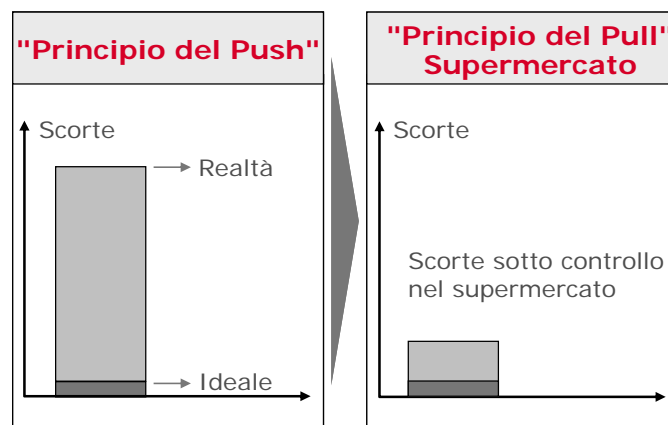 "Principio del Push"
Scorte
Realtà
Ideale
"Principio del Pull"
Supermercato
Scorte
Scorte sotto controllo
nel supermercato